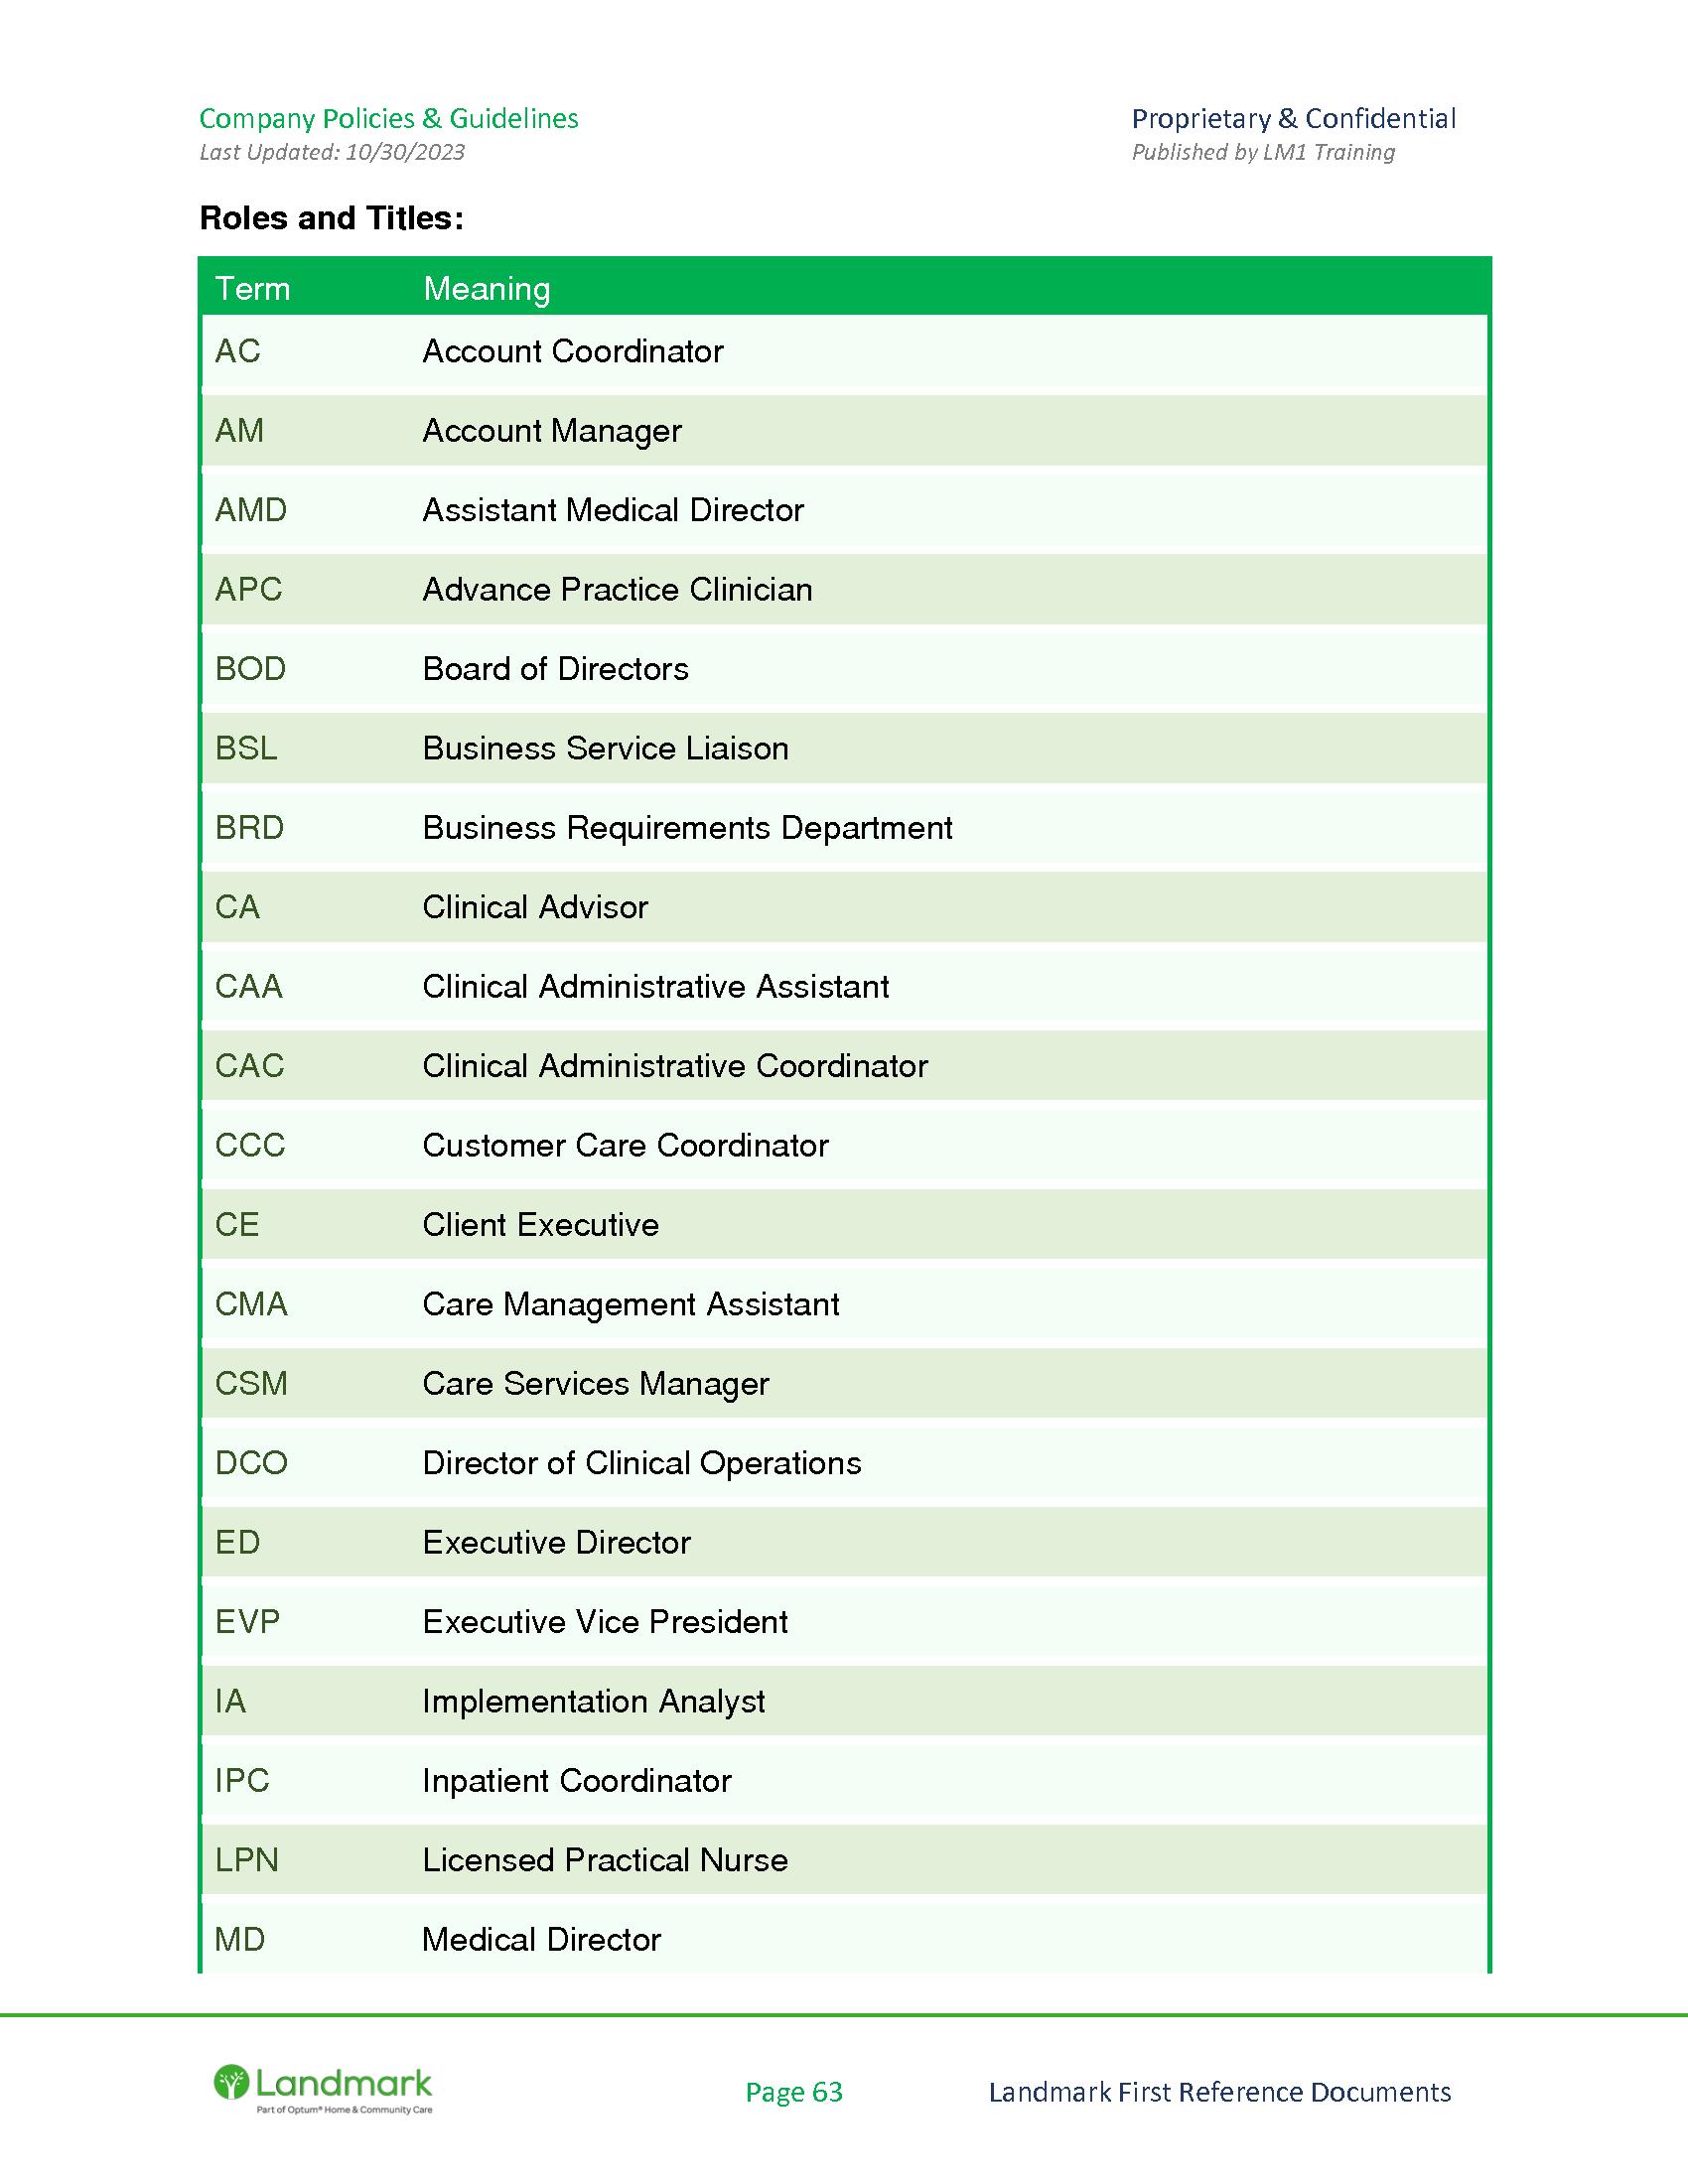 Company Policies & Guidelines Proprietary & Confidential
Last Updated: 10/30/2023 Published by LM1 Training
Roles and Titles:
Term Meaning
AC Account Coordinator
AM Account Manager
AMD Assistant Medical Director
APC Advance Practice Clinician
BOD Board of Directors
BSL Business Service Liaison
BRD Business Requirements Department
CA Clinical Advisor
CAA Clinical Administrative Assistant
CAC Clinical Administrative Coordinator
CCC Customer Care Coordinator
CE Client Executive
CMA Care Management Assistant
CSM Care Services Manager
DCO Director of Clinical Operations
ED Executive Director
EVP Executive Vice President
IA Implementation Analyst
IPC Inpatient Coordinator
LPN Licensed Practical Nurse
MD Medical Director
Landmark
Part of Optum® Home & Community Care
Page 63 Landmark First Reference Documents